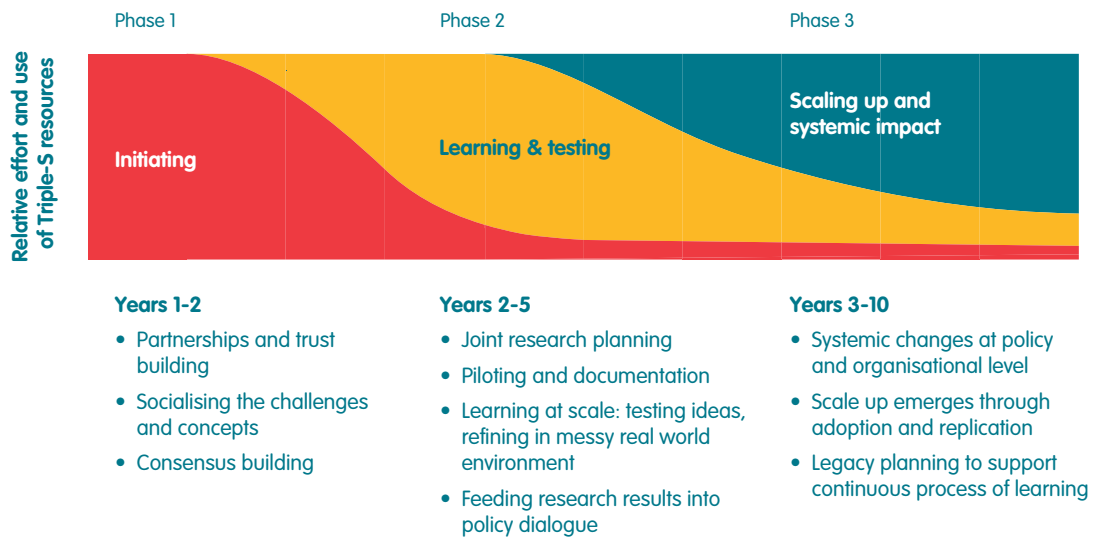 Phase 1
Phase 2
Phase 3
Relative effort and use
of Triple-S resources
Initiating
Learning & testing
Scaling up and
systemic impact
Years 1-2
• Partnerships and trust
building
• Socialising the challenges
and concepts
• Consensus building
Years 2-5
• Joint research planning
• Piloting and documentation
• Learning at scale: testing ideas,
refining in messy real world
environment
• Feeding research results into
policy dialogue
Years 3-10
• Systemic changes at policy
and organisational level
• Scale up emerges through
adoption and replication
• Legacy planning to support
continuous process of learning